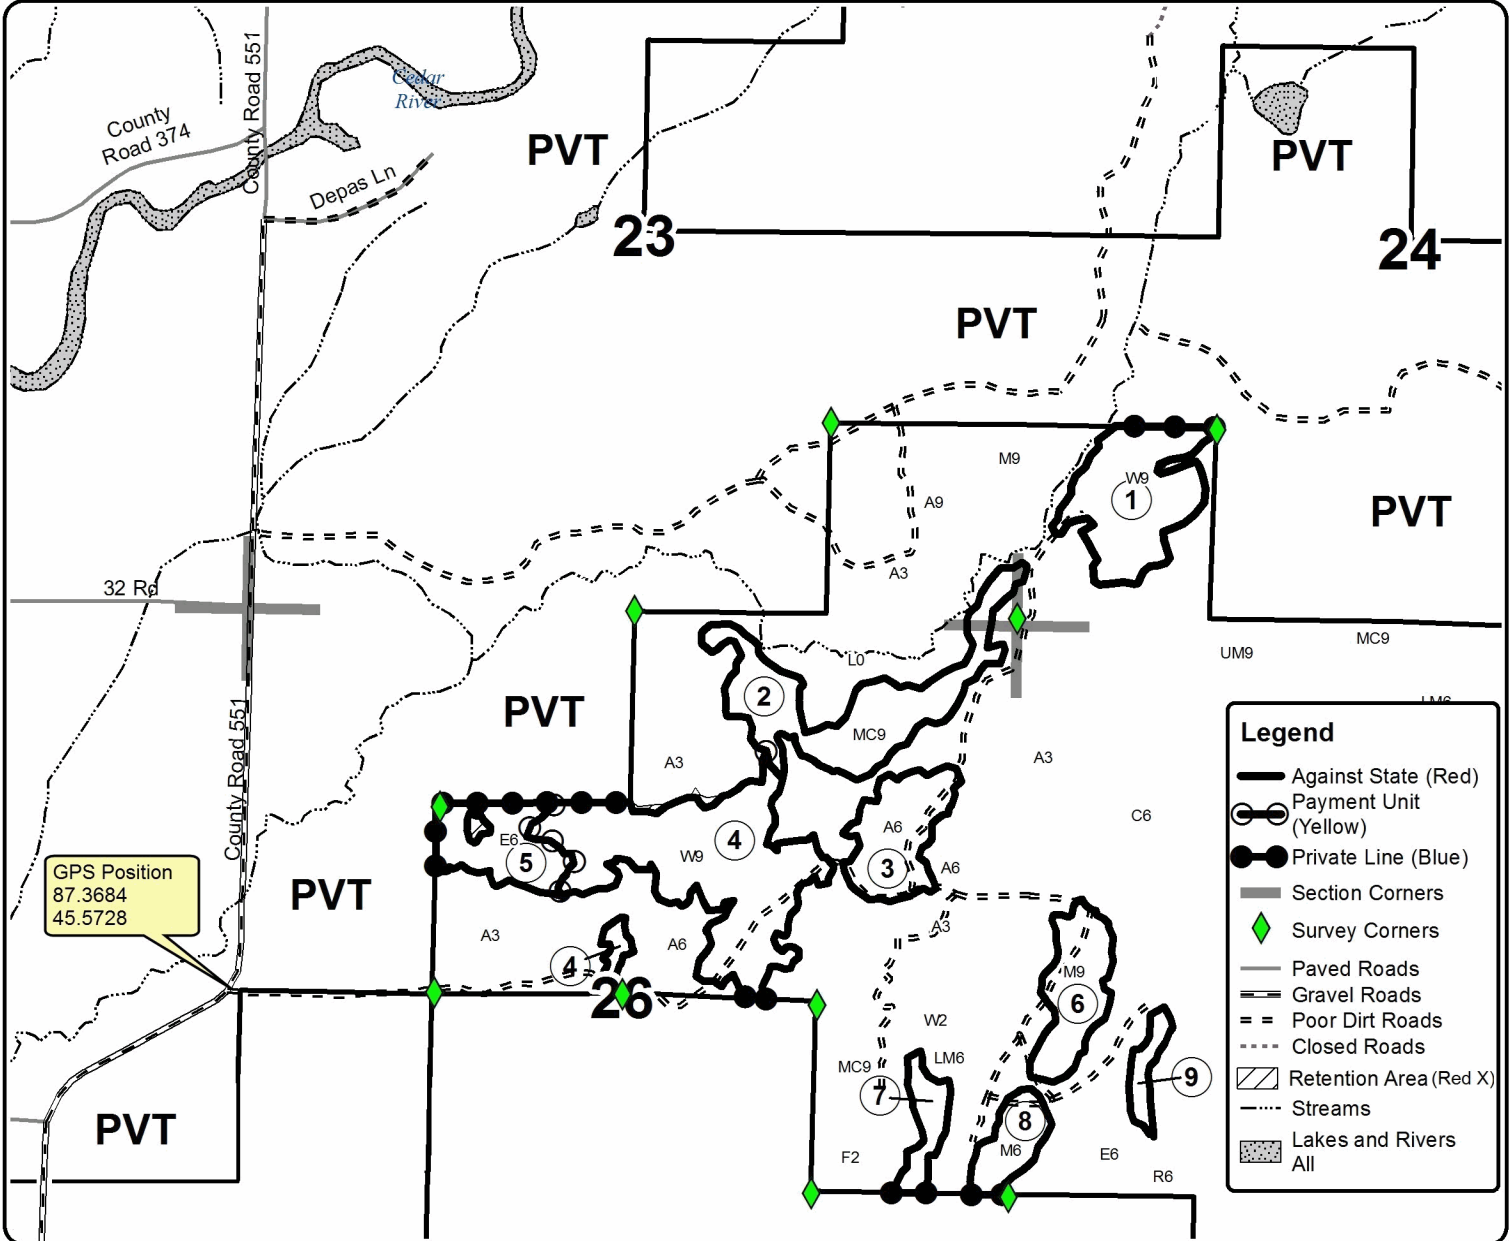 County Road 551
Cedar
River
County
Road 374
PVT
PVT
Depas Ln
23
24
PVT
M9
W9
1
A9
PVT
A3
32 Rd
L0
UM9
MC9
2
PVT
LM6
MC9
A3
A3
County Road 551
C6
A6
E6
5
W9
4
3
A6
GPS Position
87.3684
45.5728
PVT
A3
A6
A3
4
26
M9
6
W2
LM6
MC9
7
9
8
PVT
M6
F2
E6
R6
Legend
Against State (Red)
Payment Unit
(Yellow)
Private Line (Blue)
Section Corners
Survey Corners
Paved Roads
Gravel Roads
Poor Dirt Roads
Closed Roads
Retention Area (Red X)
Streams
Lakes and Rivers
All